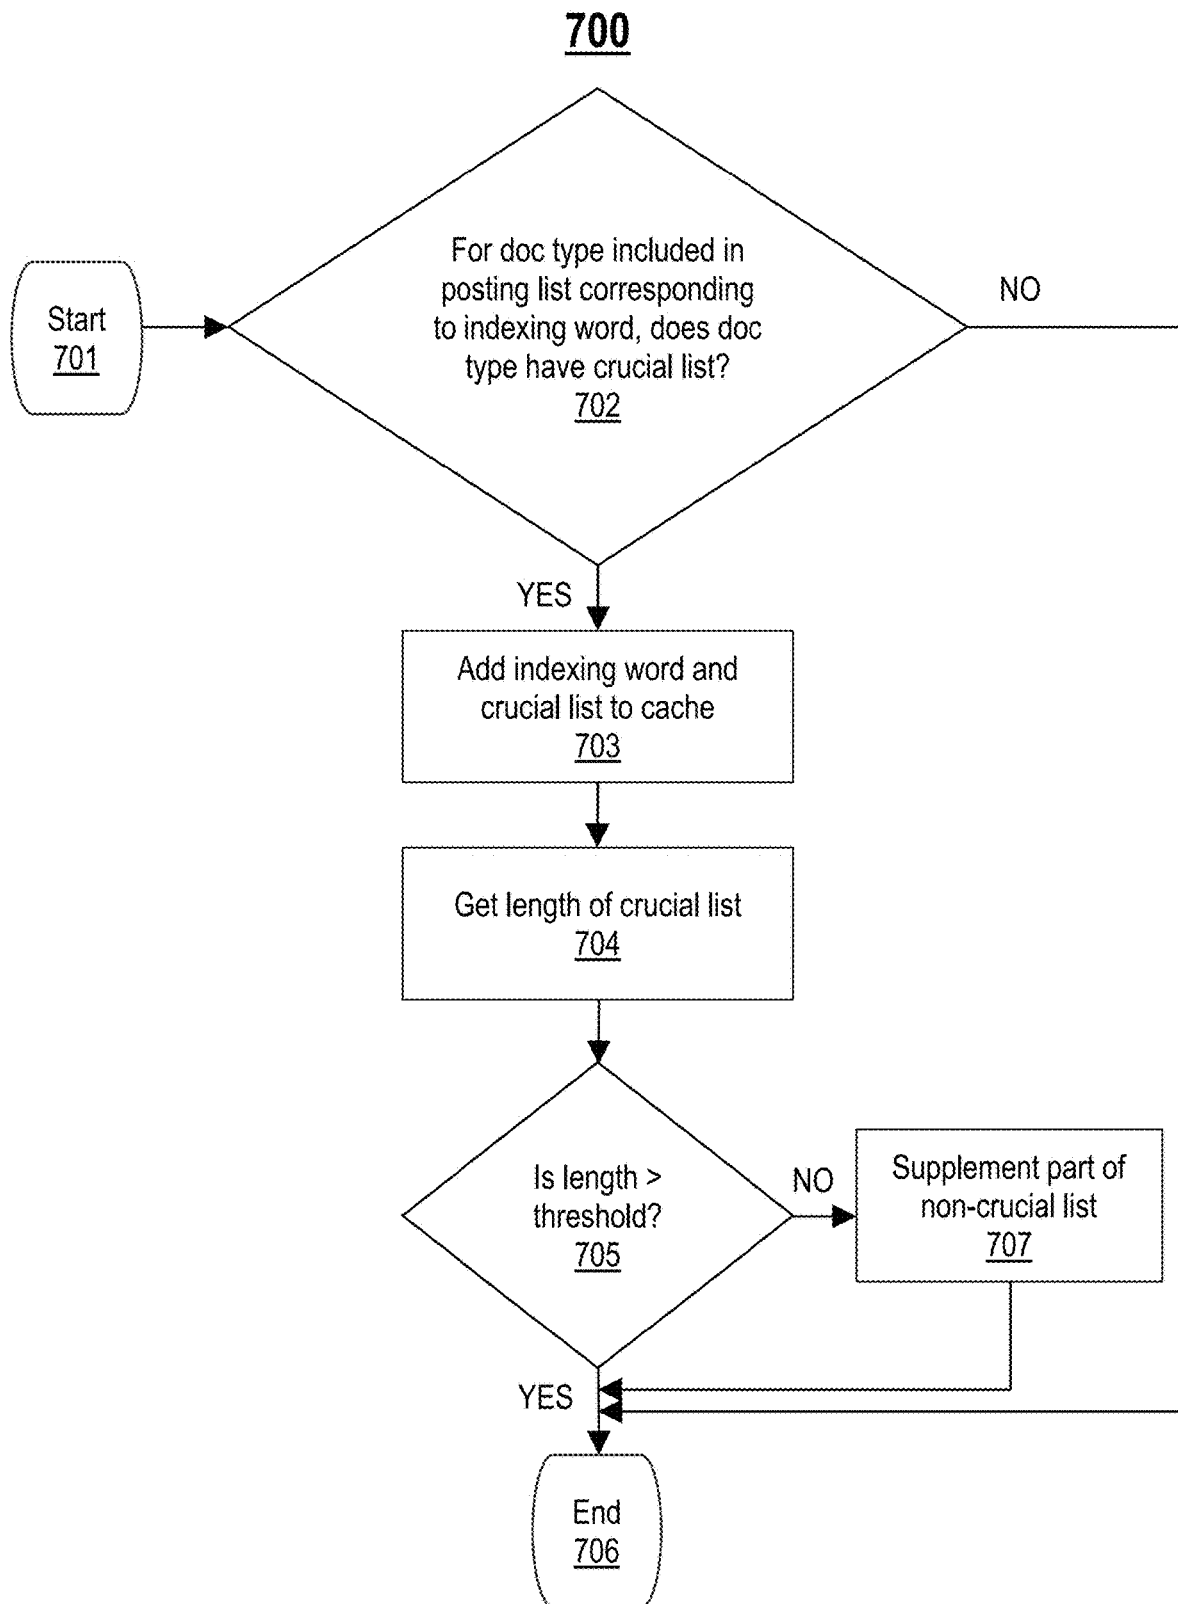 700
Start
701
For doc type included in
posting list corresponding
to indexing word, does doc
type have crucial list?
702
NO
YES
Add indexing word and
crucial list to cache
703
Get length of crucial list
704
Is length >
threshold?
705
NO
Supplement part of
non-crucial list
707
YES
End
706